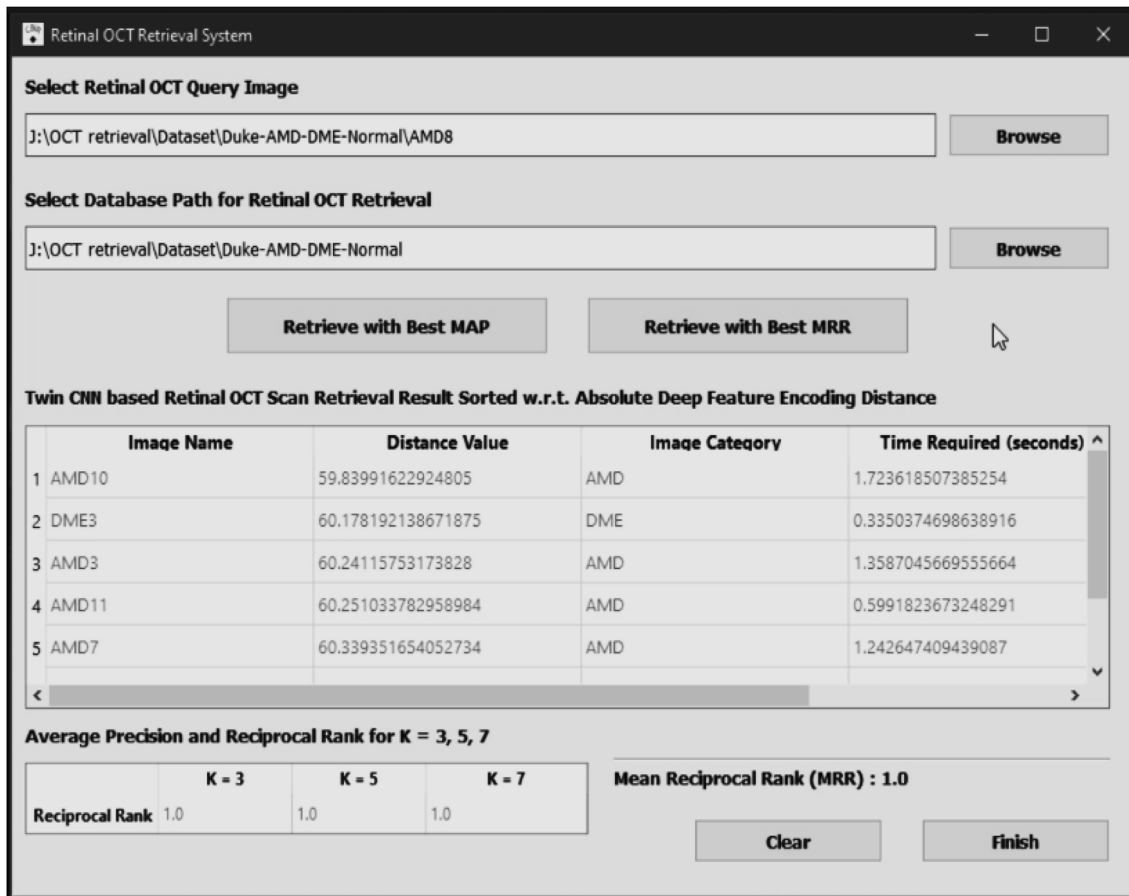 Retinal OCT Retrieval System
Select Retinal OCT Query Image
J:\OCT retrieval\Dataset\Duke-AMD-DME-Normal\AMD8
Browse
Select Database Path for Retinal OCT Retrieval
J:\OCT retrieval\Dataset\Duke-AMD-DME-Normal
Browse
Retrieve with Best MAP Retrieve with Best MRR
Twin CNN based Retinal OCT Scan Retrieval Result Sorted w.r.t. Absolute Deep Feature Encoding Distance
Image Name Distance Value Image Category Time Required (seconds)
1 AMD10 59.83991622924805 AMD 1.723618507385254
2 DME3 60.178192138671875 DME 0.3350374698638916
3 AMD3 60.24115753173828 AMD 1.3587045669555664
4 AMD11 60.251033782958984 AMD 0.5991823673248291
5 AMD7 60.339351654052734 AMD 1.242647409439087
Average Precision and Reciprocal Rank for K = 3, 5, 7
K = 3 K = 5 K = 7
Reciprocal Rank 1.0 1.0 1.0
Mean Reciprocal Rank (MRR) : 1.0
Clear Finish